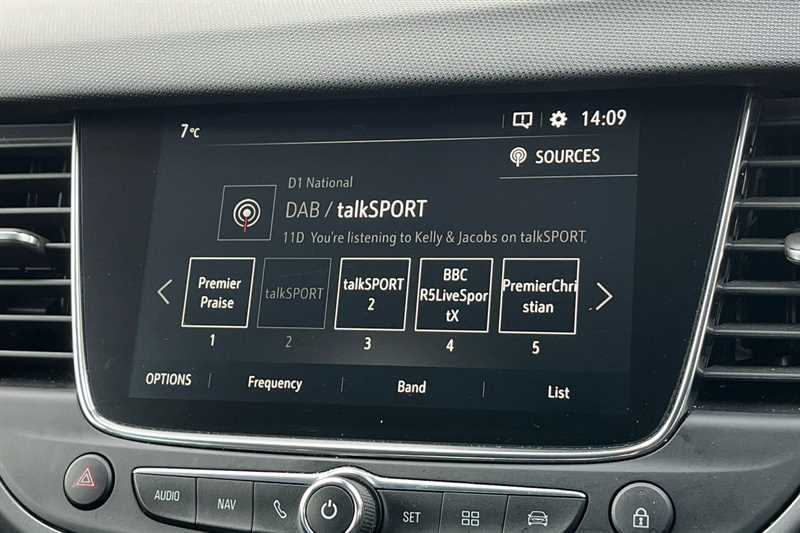 7°C
14:09
SOURCES
D1 National
DAB / talkSPORT
11D You're listening to Kelly & Jacobs on talkSPORT.
Premier
Praise
talkSPORT
talkSPORT
2
BBC
R5LiveSpor
tX
PremierChri
stian
1 2 3 4 5
OPTIONS Frequency Band List
AUDIO NAV SET